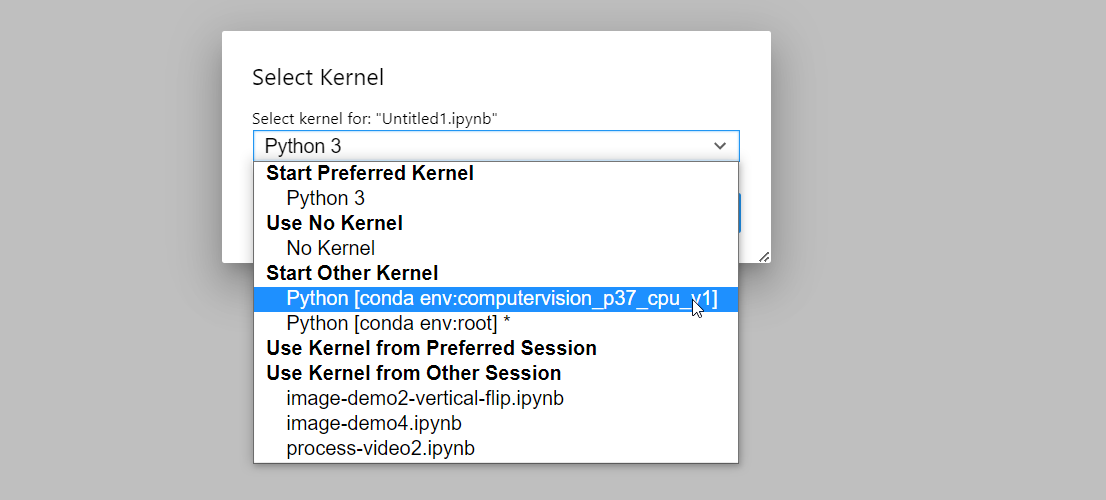 Select Kernel
Select kernel for: "Untitled1.ipynb"
Python 3
Start Preferred Kernel
Python 3
Use No Kernel
No Kernel
Start Other Kernel
Python [conda env:computervision_p37_cpu_v1]
Python [conda env:root] *
Use Kernel from Preferred Session
Use Kernel from Other Session
image-demo2-vertical-flip.ipynb
image-demo4.ipynb
process-video2.ipynb